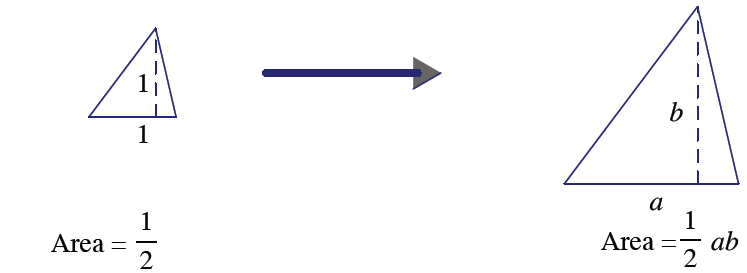 1
1
Area = 1/2
b
a
Area = 1/2 ab